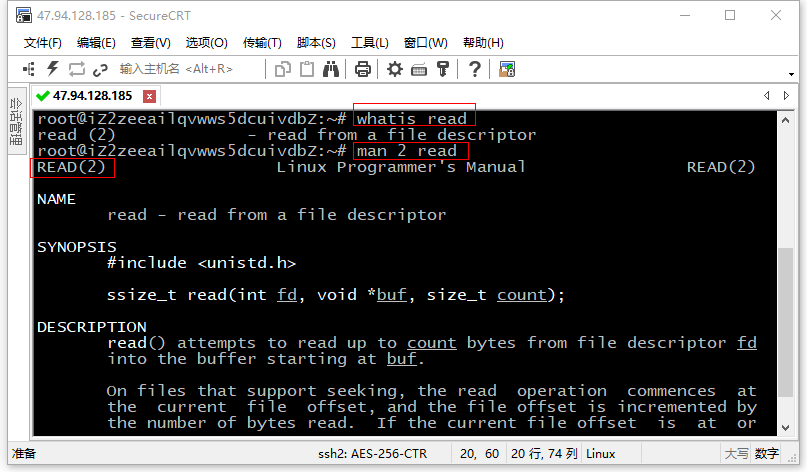 47.94.128.185 - SecureCRT
文件(F) 编辑(E) 查看(V) 选项(O) 传输(T) 脚本(S) 工具(L) 窗口(W) 帮助(H)
输入主机名 <Alt+R>
会话管理器
47.94.128.185
root@iZ2zeeailqvwws5dcuivdbZ:~# whatis read
read (2)             - read from a file descriptor
root@iZ2zeeailqvwws5dcuivdbZ:~# man 2 read
READ(2)                 Linux Programmer's Manual                READ(2)
NAME
       read - read from a file descriptor
SYNOPSIS
       #include <unistd.h>
       ssize_t read(int fd, void *buf, size_t count);
DESCRIPTION
       read() attempts to read up to count bytes from file descriptor fd
       into the buffer starting at buf.
       On files that support seeking, the read  operation  commences  at
       the  current  file  offset, and the file offset is incremented by
       the number of bytes read.  If the current file offset  is  at  or
准备 ssh2: AES-256-CTR 20, 60 20 行, 74 列 Linux 大写 数字